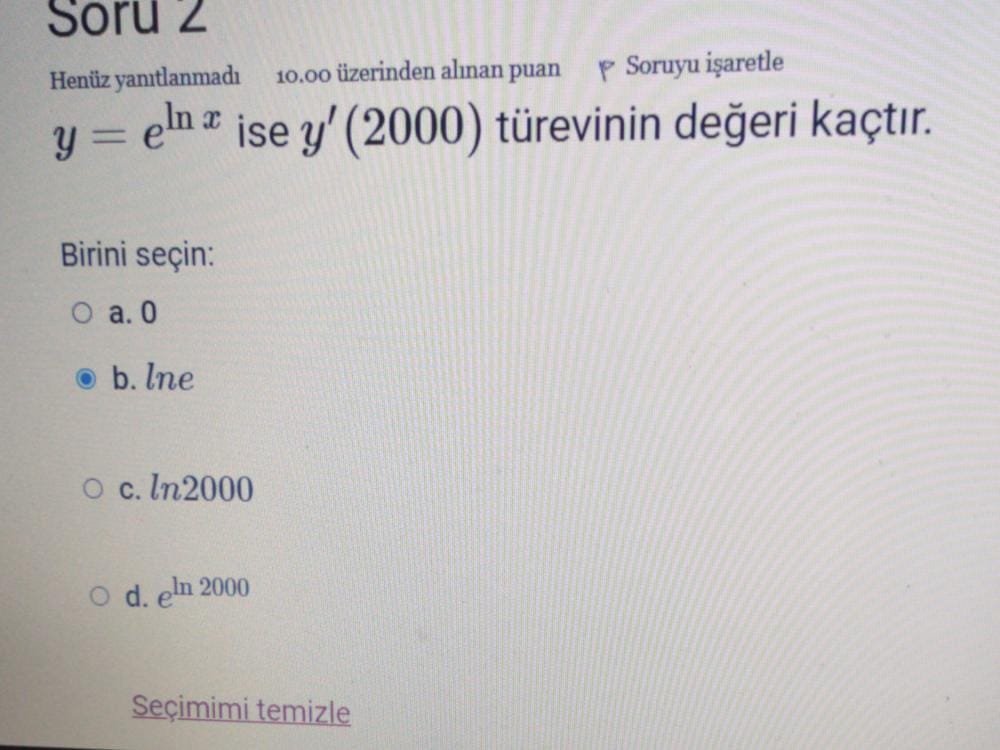 Soru 2
Henüz yanıtlanmadı 10.00 üzerinden alınan puan Soruyu işaretle
y = e^{ln x} ise y′(2000) türevinin değeri kaçtır.
Birini seçin:
a. 0
b. lne
c. ln2000
d. e^{ln 2000}
Seçimimi temizle